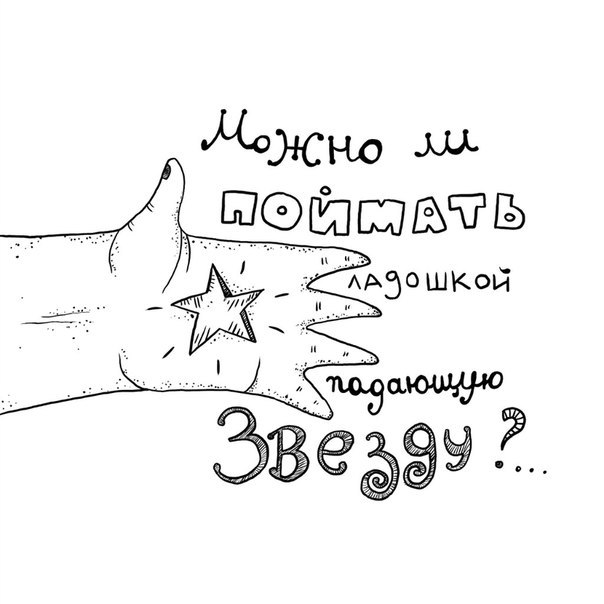 Можно ли
ПОЙМАТЬ
ладошкой
падающую
Звезду?...